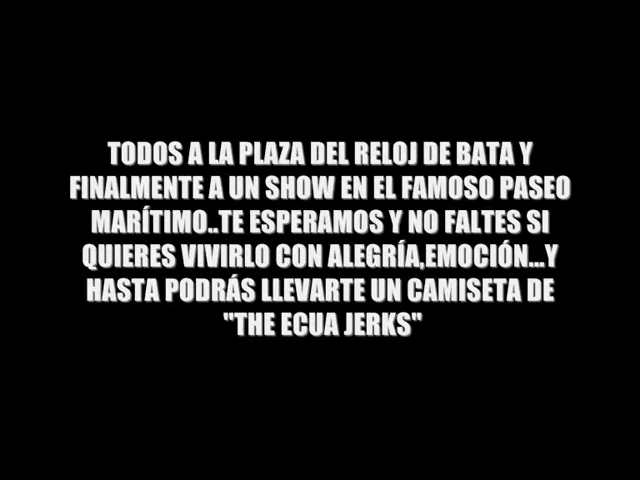 TODOS A LA PLAZA DEL RELOJ DE BATA Y
FINALMENTE A UN SHOW EN EL FAMOSO PASEO
MARÍTIMO..TE ESPERAMOS Y NO FALTES SI
QUIERES VIVIRLO CON ALEGRÍA,EMOCIÓN...Y
HASTA PODRÁS LLEVARTE UN CAMISETA DE
"THE ECUA JERKS"